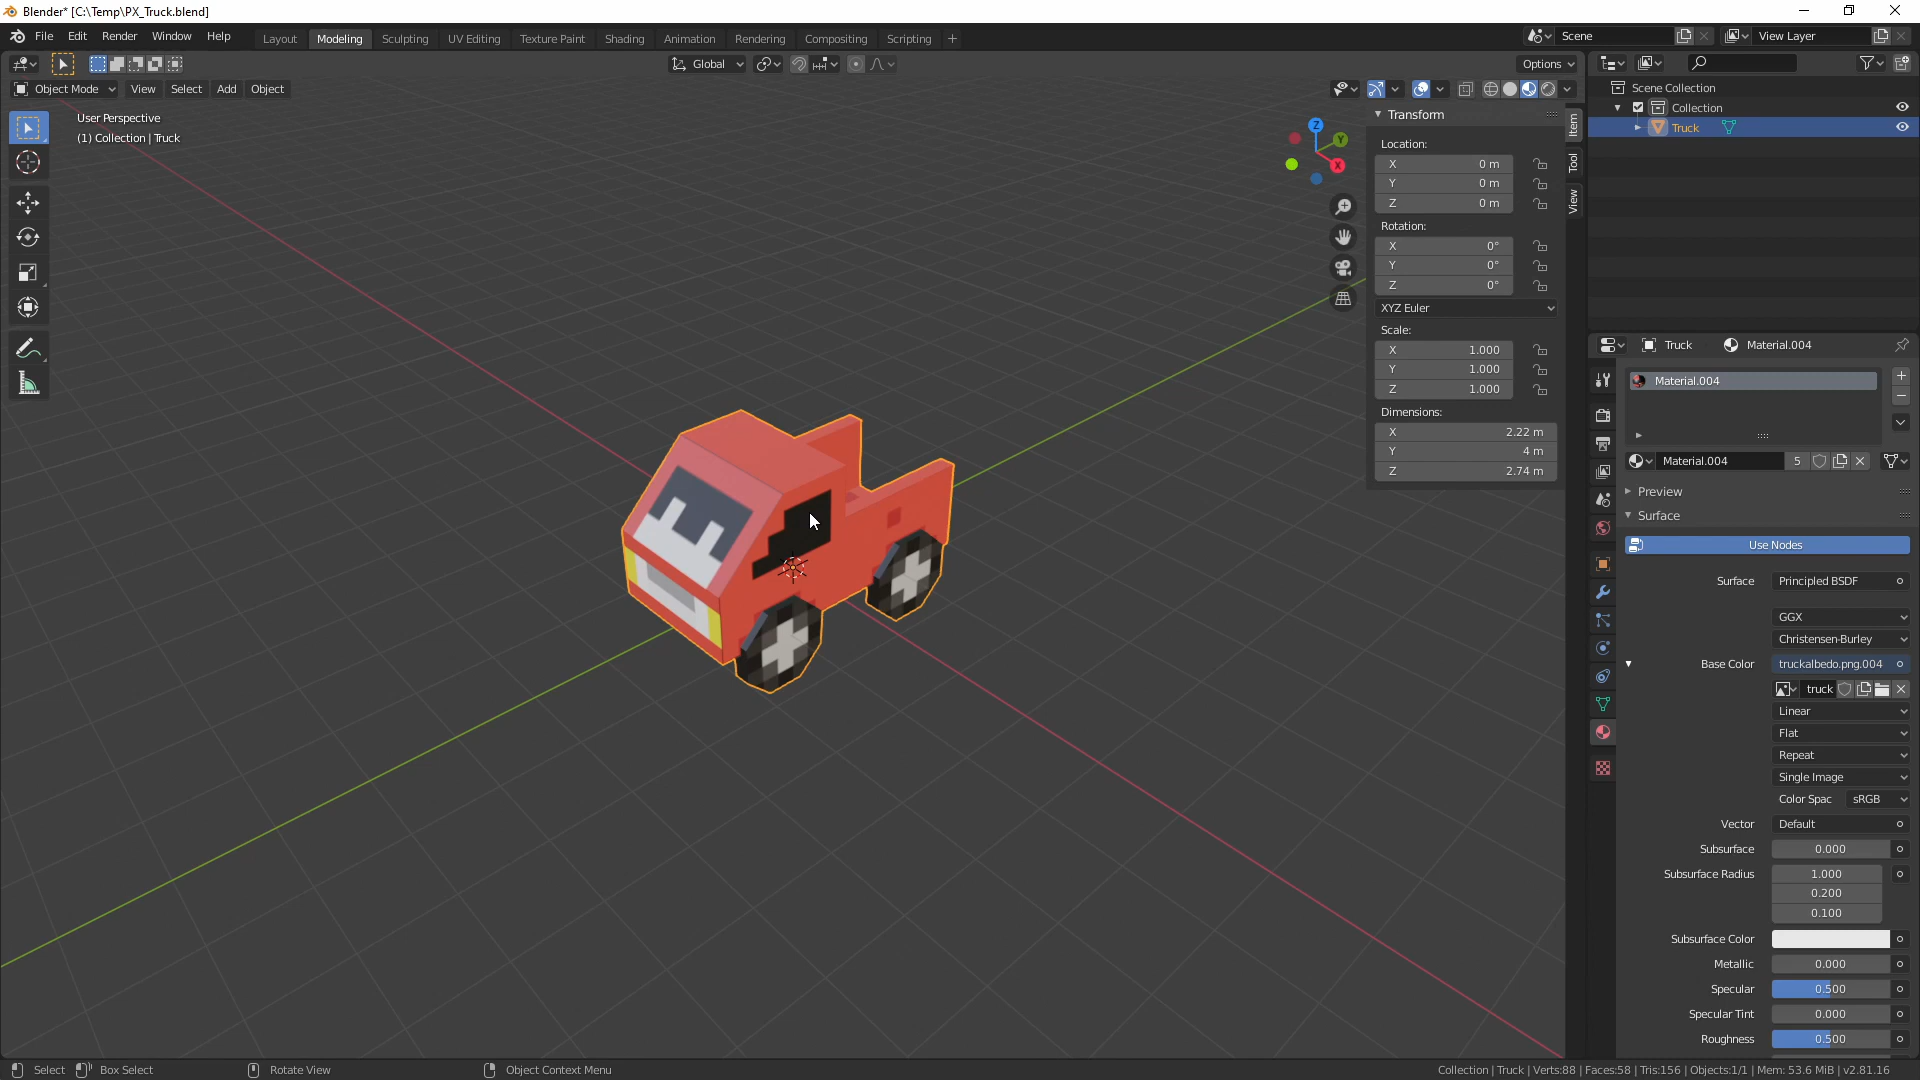 Blender* [C:\Temp\PX_Truck.blend]
File Edit Render Window Help Layout Modeling Sculpting UV Editing Texture Paint Shading Animation Rendering Compositing Scripting + Scene View Layer
Global Options
Object Mode View Select Add Object
User Perspective
(1) Collection | Truck
Z
Y
X
Transform
Location:
X 0 m
Y 0 m
Z 0 m
Rotation:
X 0°
Y 0°
Z 0°
XYZ Euler
Scale:
X 1.000
Y 1.000
Z 1.000
Dimensions:
X 2.22 m
Y 4 m
Z 2.74 m
Item
Tool
View
Scene Collection
Collection
Truck
Truck Material.004
Material.004
Material.004 5
Preview
Surface
Use Nodes
Surface Principled BSDF
GGX
Christensen-Burley
Base Color truckalbedo.png.004
truck
Linear
Flat
Repeat
Single Image
Color Spac sRGB
Vector Default
Subsurface 0.000
Subsurface Radius 1.000
0.200
0.100
Subsurface Color
Metallic 0.000
Specular 0.500
Specular Tint 0.000
Roughness 0.500
Select Box Select Rotate View Object Context Menu Collection | Truck | Verts:88 | Faces:58 | Tris:156 | Objects:1/1 | Mem: 53.6 MiB | v2.81.16